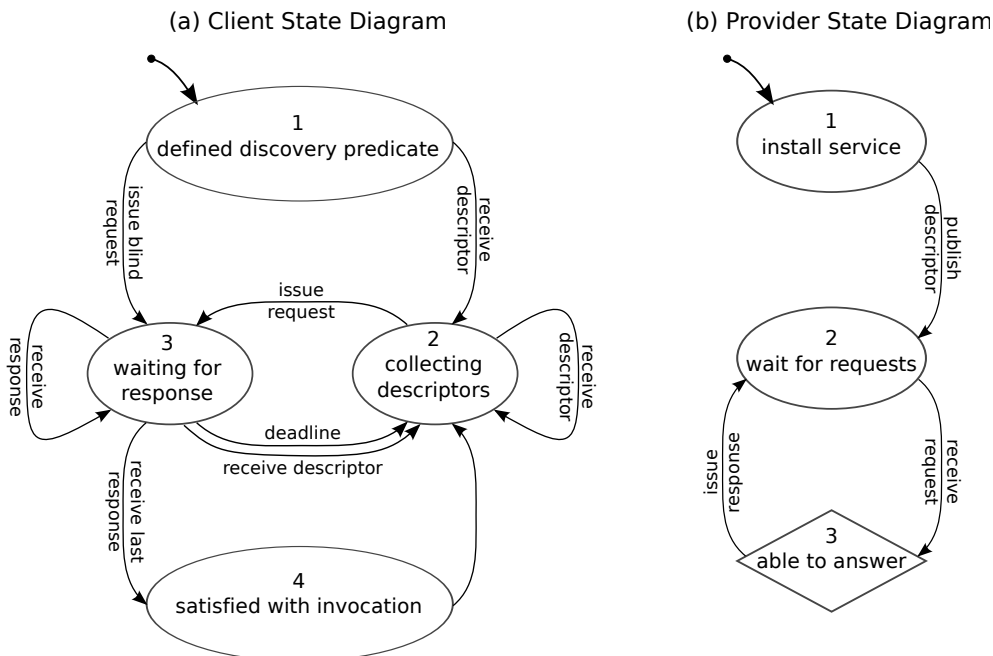 (a) Client State Diagram
1
defined discovery predicate
issue blind
request
receive
descriptor
issue
request
3
waiting for
response
2
collecting
descriptors
receive
response
receive
descriptor
deadline
receive descriptor
receive last
response
4
satisfied with invocation
(b) Provider State Diagram
1
install service
publish
descriptor
2
wait for requests
issue
response
receive
request
3
able to answer